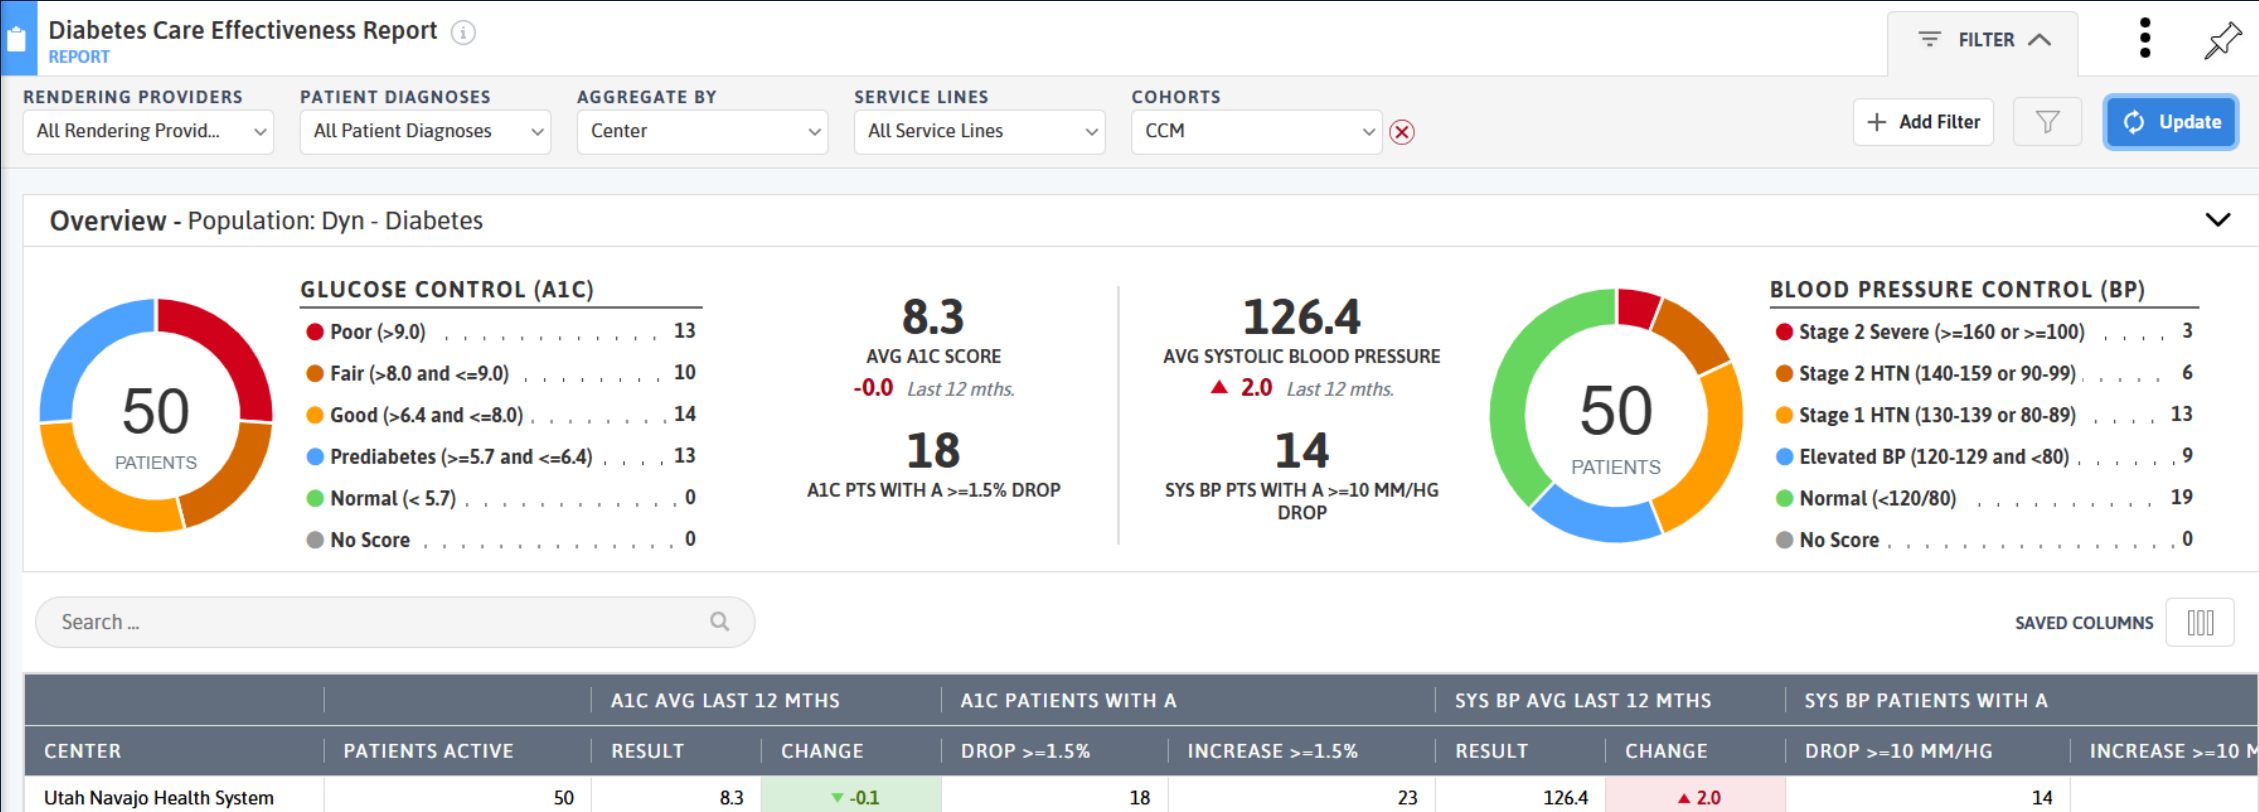 Diabetes Care Effectiveness Report
REPORT
FILTER
RENDERING PROVIDERS PATIENT DIAGNOSES AGGREGATE BY SERVICE LINES COHORTS
All Rendering Provid... All Patient Diagnoses Center All Service Lines CCM
+ Add Filter Update
Overview - Population: Dyn - Diabetes
50
PATIENTS
GLUCOSE CONTROL (A1C)
Poor (>9.0) . . . . . . . . . . . . 13
Fair (>8.0 and <=9.0) . . . . . . . . 10
Good (>6.4 and <=8.0) . . . . . . . . 14
Prediabetes (>=5.7 and <=6.4) . . . . 13
Normal (< 5.7) . . . . . . . . . . . . 0
No Score . . . . . . . . . . . . . . 0
8.3
AVG A1C SCORE
-0.0 Last 12 mths.
18
A1C PTS WITH A >=1.5% DROP
126.4
AVG SYSTOLIC BLOOD PRESSURE
▲ 2.0 Last 12 mths.
14
SYS BP PTS WITH A >=10 MM/HG
DROP
50
PATIENTS
BLOOD PRESSURE CONTROL (BP)
Stage 2 Severe (>=160 or >=100) . . . . 3
Stage 2 HTN (140-159 or 90-99) . . . . . 6
Stage 1 HTN (130-139 or 80-89) . . . . 13
Elevated BP (120-129 and <80) . . . . . . 9
Normal (<120/80) . . . . . . . . . . 19
No Score . . . . . . . . . . . . . . . . 0
Search ...
SAVED COLUMNS
A1C AVG LAST 12 MTHS A1C PATIENTS WITH A SYS BP AVG LAST 12 MTHS SYS BP PATIENTS WITH A
CENTER PATIENTS ACTIVE RESULT CHANGE DROP >=1.5% INCREASE >=1.5% RESULT CHANGE DROP >=10 MM/HG INCREASE >=10 M
Utah Navajo Health System 50 8.3 ▼ -0.1 18 23 126.4 ▲ 2.0 14